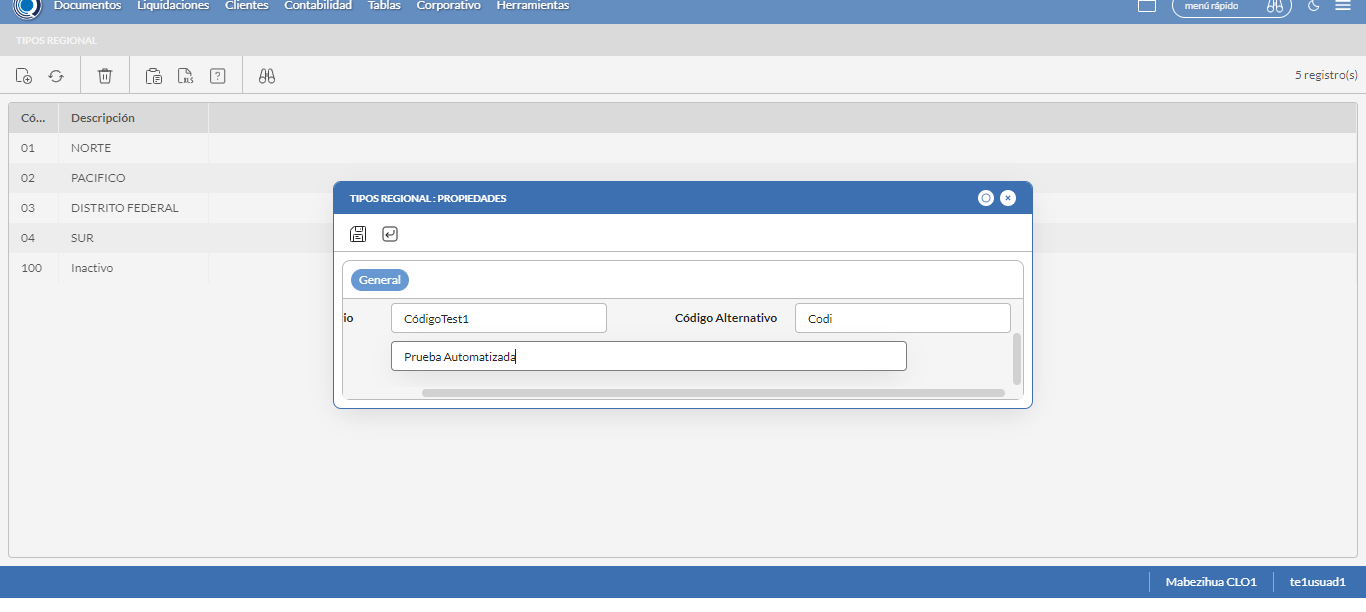 Documentos Liquidaciones Clientes Contabilidad Tablas Corporativo Herramientas menú rápido
TIPOS REGIONAL
XLS ? 5 registro(s)
Có... Descripción
01 NORTE
02 PACIFICO
03 DISTRITO FEDERAL
04 SUR
100 Inactivo
TIPOS REGIONAL : PROPIEDADES
General
io CódigoTest1 Código Alternativo Codi
Prueba Automatizada
Mabezihua CLO1 te1usuad1